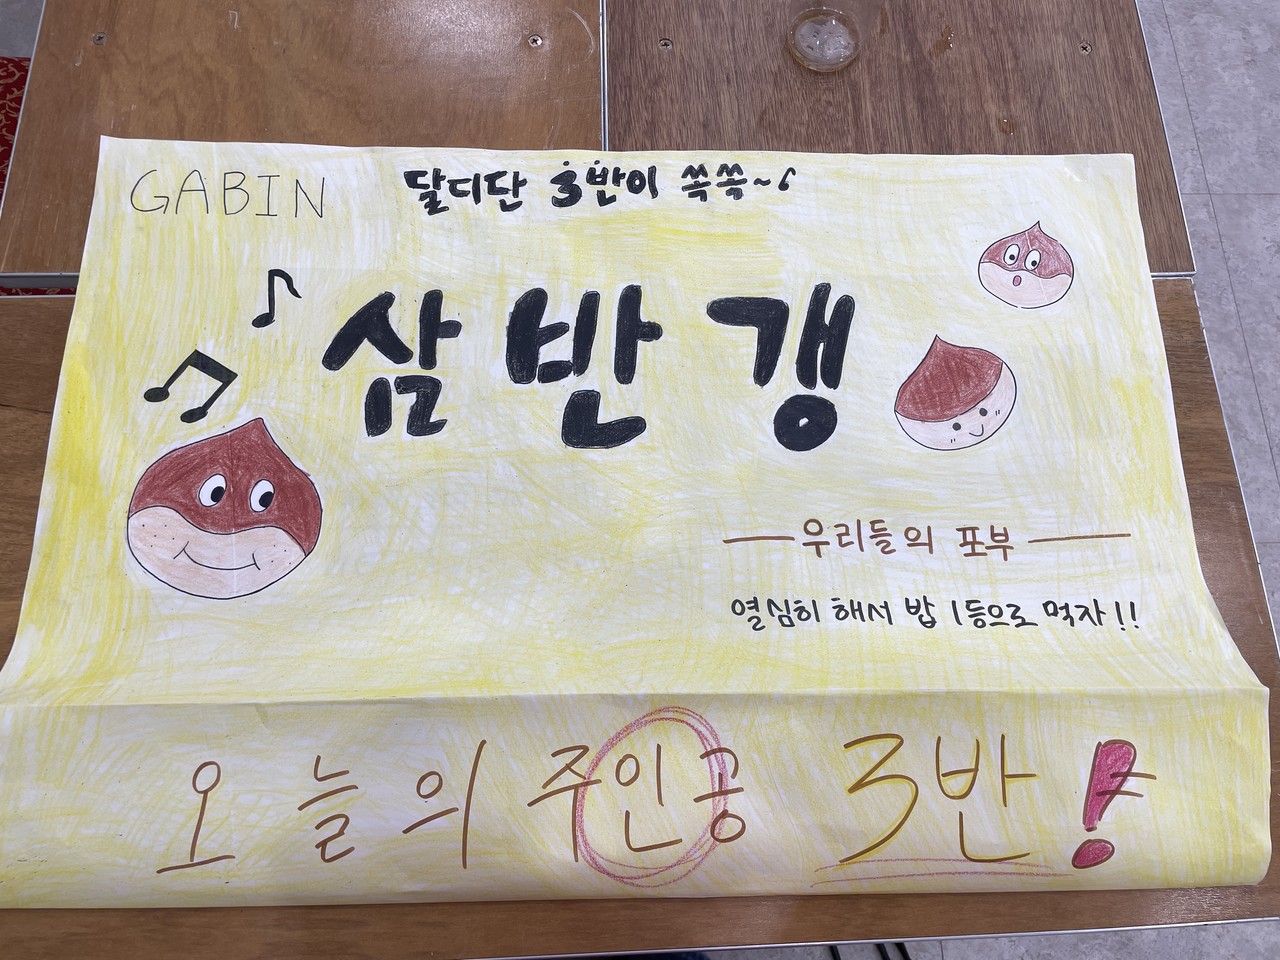 GABIN
달디단 3반이 쏙쏙~♪
삼반갱
우리들의 포부
열심히 해서 밥 1등으로 먹자!!
오늘의 주인공 3반!